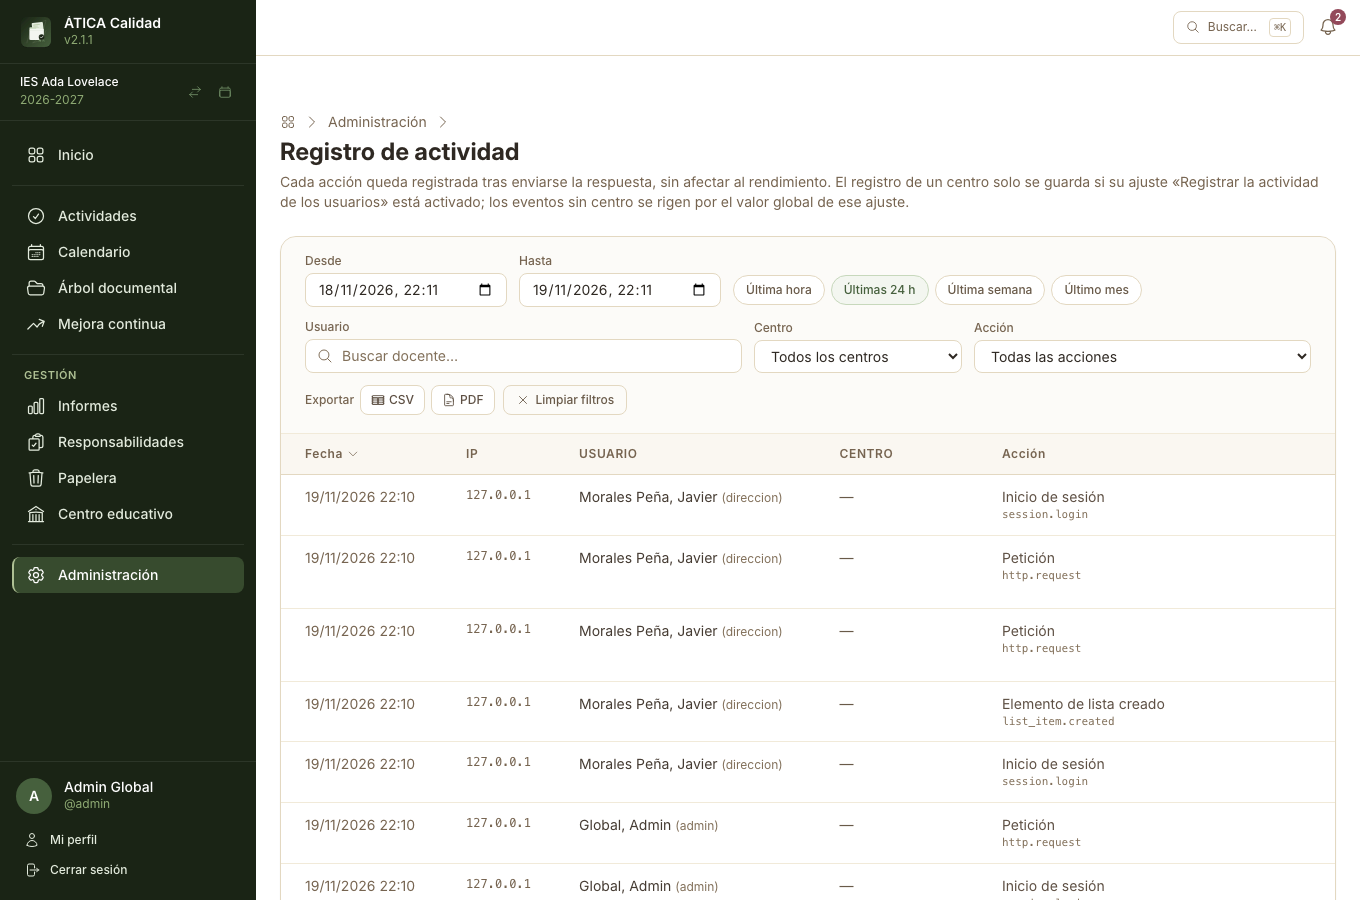 ÁTICA Calidad
v2.1.1
IES Ada Lovelace
2026-2027
Inicio
Actividades
Calendario
Árbol documental
Mejora continua
GESTIÓN
Informes
Responsabilidades
Papelera
Centro educativo
Administración
A
Admin Global
@admin
Mi perfil
Cerrar sesión
Buscar... ⌘K
2
Administración
Registro de actividad
Cada acción queda registrada tras enviarse la respuesta, sin afectar al rendimiento. El registro de un centro solo se guarda si su ajuste «Registrar la actividad
de los usuarios» está activado; los eventos sin centro se rigen por el valor global de ese ajuste.
Desde Hasta
18/11/2026, 22:11 19/11/2026, 22:11 Última hora Últimas 24 h Última semana Último mes
Usuario Centro Acción
Buscar docente... Todos los centros Todas las acciones
Exportar CSV PDF Limpiar filtros
Fecha IP USUARIO CENTRO Acción
19/11/2026 22:10 127.0.0.1 Morales Peña, Javier (direccion) — Inicio de sesión
session.login
19/11/2026 22:10 127.0.0.1 Morales Peña, Javier (direccion) — Petición
http.request
19/11/2026 22:10 127.0.0.1 Morales Peña, Javier (direccion) — Petición
http.request
19/11/2026 22:10 127.0.0.1 Morales Peña, Javier (direccion) — Elemento de lista creado
list_item.created
19/11/2026 22:10 127.0.0.1 Morales Peña, Javier (direccion) — Inicio de sesión
session.login
19/11/2026 22:10 127.0.0.1 Global, Admin (admin) — Petición
http.request
19/11/2026 22:10 127.0.0.1 Global, Admin (admin) — Inicio de sesión